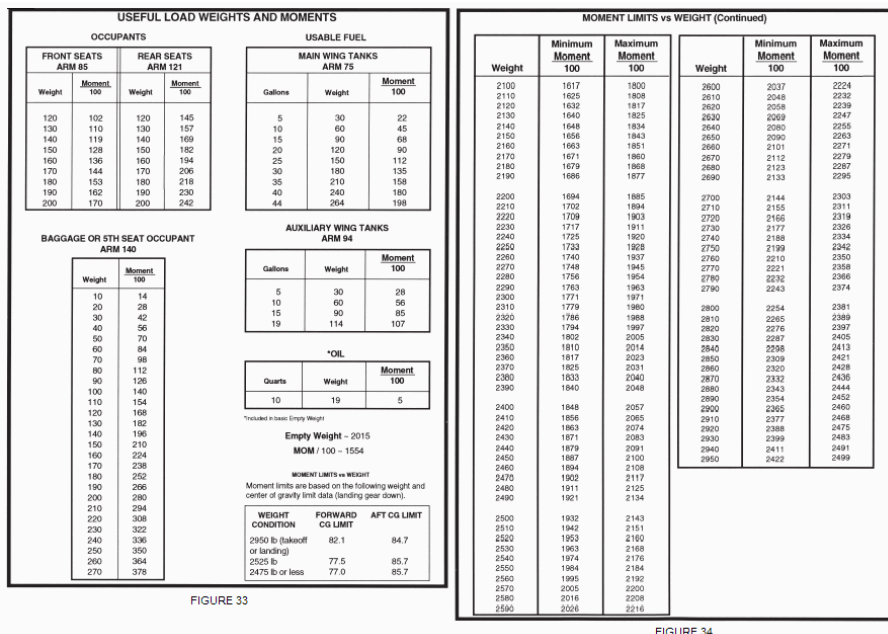 USEFUL LOAD WEIGHTS AND MOMENTS
OCCUPANTS
FRONT SEATS ARM 85
REAR SEATS ARM 121
Weight Moment 100 Weight Moment 100
120 102 120 145
130 110 130 157
140 119 140 169
150 128 150 182
160 136 160 194
170 144 170 206
180 153 180 218
190 162 190 230
200 170 200 242
BAGGAGE OR 5TH SEAT OCCUPANT
ARM 140
Weight Moment 100
10 14
20 28
30 42
40 56
50 70
60 84
70 98
80 112
90 126
100 140
110 154
120 168
130 182
140 196
150 210
160 224
170 238
180 252
190 266
200 280
210 294
220 308
230 322
240 336
250 350
260 364
270 378
USABLE FUEL
MAIN WING TANKS
ARM 75
Gallons Weight Moment 100
5 30 22
10 60 45
15 90 68
20 120 90
25 150 112
30 180 135
35 210 158
40 240 180
44 264 198
AUXILIARY WING TANKS
ARM 94
Gallons Weight Moment 100
5 30 28
10 60 56
15 90 85
19 114 107
*OIL
Quarts Weight Moment 100
10 19 5
*Included in basic Empty Weight
Empty Weight ~ 2015
MOM / 100 ~ 1554
MOMENT LIMITS vs WEIGHT
Moment limits are based on the following weight and
center of gravity limit data (landing gear down).
WEIGHT CONDITION FORWARD CG LIMIT AFT CG LIMIT
2950 lb (takeoff or landing) 82.1 84.7
2525 lb 77.5 85.7
2475 lb or less 77.0 85.7
FIGURE 33
MOMENT LIMITS vs WEIGHT (Continued)
Weight Minimum Moment 100 Maximum Moment 100
2100 1617 1800
2110 1625 1808
2120 1632 1817
2130 1640 1825
2140 1648 1834
2150 1656 1843
2160 1663 1851
2170 1671 1860
2180 1679 1868
2190 1686 1877
2200 1694 1885
2210 1702 1894
2220 1709 1903
2230 1717 1911
2240 1725 1920
2250 1733 1928
2260 1740 1937
2270 1748 1945
2280 1756 1954
2290 1763 1963
2300 1771 1971
2310 1779 1980
2320 1786 1988
2330 1794 1997
2340 1802 2005
2350 1810 2014
2360 1817 2023
2370 1825 2031
2380 1833 2040
2390 1840 2048
2400 1848 2057
2410 1856 2065
2420 1863 2074
2430 1871 2083
2440 1879 2091
2450 1887 2100
2460 1894 2108
2470 1902 2117
2480 1911 2125
2490 1921 2134
2500 1932 2143
2510 1942 2151
2520 1953 2160
2530 1963 2168
2540 1974 2176
2550 1984 2184
2560 1995 2192
2570 2005 2200
2580 2016 2208
2590 2026 2216
Weight Minimum Moment 100 Maximum Moment 100
2600 2037 2224
2610 2048 2232
2620 2058 2239
2630 2069 2247
2640 2080 2255
2650 2090 2263
2660 2101 2271
2670 2112 2279
2680 2123 2287
2690 2133 2295
2700 2144 2303
2710 2155 2311
2720 2166 2319
2730 2177 2326
2740 2188 2334
2750 2199 2342
2760 2210 2350
2770 2221 2358
2780 2232 2366
2790 2243 2374
2800 2254 2381
2810 2265 2389
2820 2276 2397
2830 2287 2405
2840 2298 2413
2850 2309 2421
2860 2320 2428
2870 2332 2436
2880 2343 2444
2890 2354 2452
2900 2365 2460
2910 2377 2468
2920 2388 2475
2930 2399 2483
2940 2411 2491
2950 2422 2499
FIGURE 34